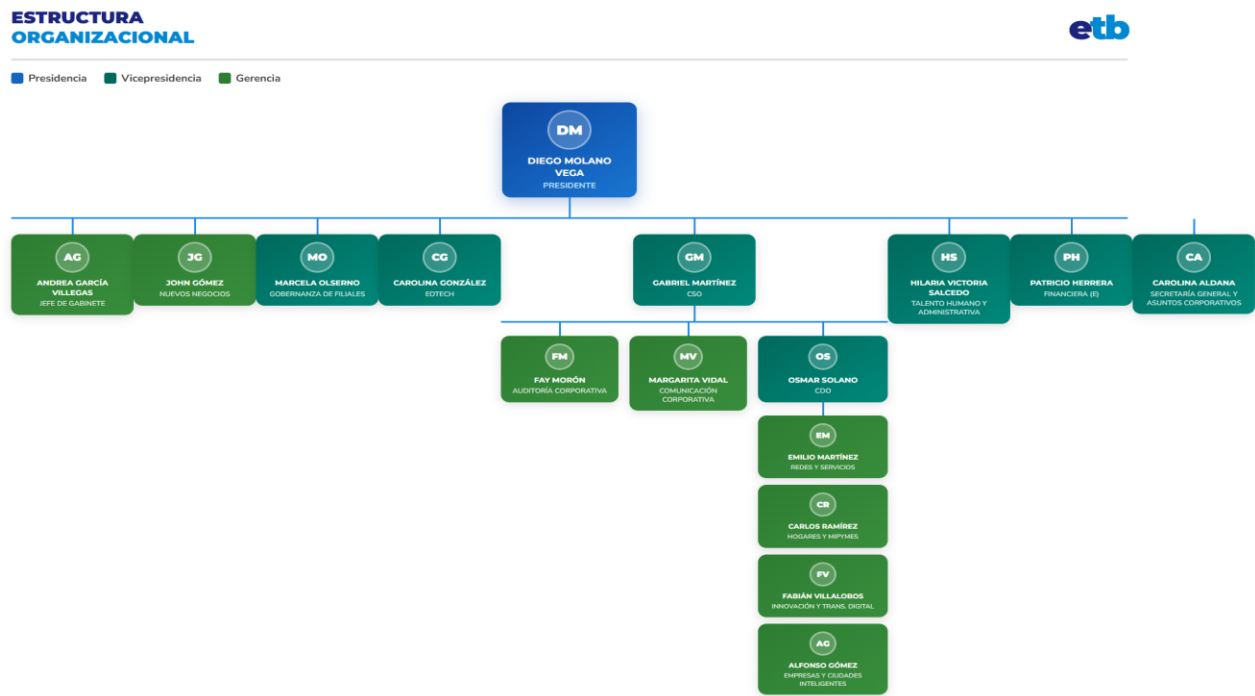 ESTRUCTURA
ORGANIZACIONAL
etb
Presidencia
Vicepresidencia
Gerencia
DM
DIEGO MOLANO
VEGA
PRESIDENTE
AG
ANDREA GARCÍA
VILLEGAS
JEFE DE GABINETE
JG
JOHN GÓMEZ
NUEVOS NEGOCIOS
MO
MARCELA OLSERNO
GOBERNANZA DE FILIALES
CG
CAROLINA GONZÁLEZ
EDTECH
GM
GABRIEL MARTÍNEZ
CSO
HS
HILARIA VICTORIA
SALCEDO
TALENTO HUMANO Y
ADMINISTRATIVA
PH
PATRICIO HERRERA
FINANCIERA (E)
CA
CAROLINA ALDANA
SECRETARÍA GENERAL Y
ASUNTOS CORPORATIVOS
FM
FAY MORÓN
AUDITORÍA CORPORATIVA
MV
MARGARITA VIDAL
COMUNICACIÓN
CORPORATIVA
OS
OSMAR SOLANO
CDO
EM
EMILIO MARTÍNEZ
REDES Y SERVICIOS
CR
CARLOS RAMÍREZ
HOGARES Y MIPYMES
FV
FABIÁN VILLALOBOS
INNOVACIÓN Y TRANS. DIGITAL
AG
ALFONSO GÓMEZ
EMPRESAS Y CIUDADES
INTELIGENTES